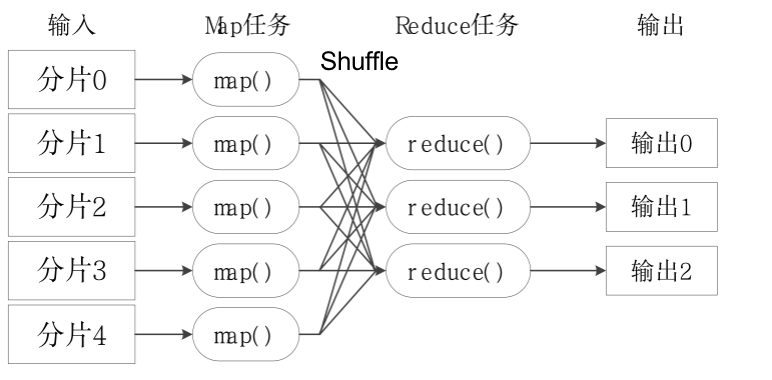 输入 Map任务 Reduce任务 输出
Shuffle
分片0 map()
分片1 map() reduce() 输出0
分片2 map() reduce() 输出1
分片3 map() reduce() 输出2
分片4 map()